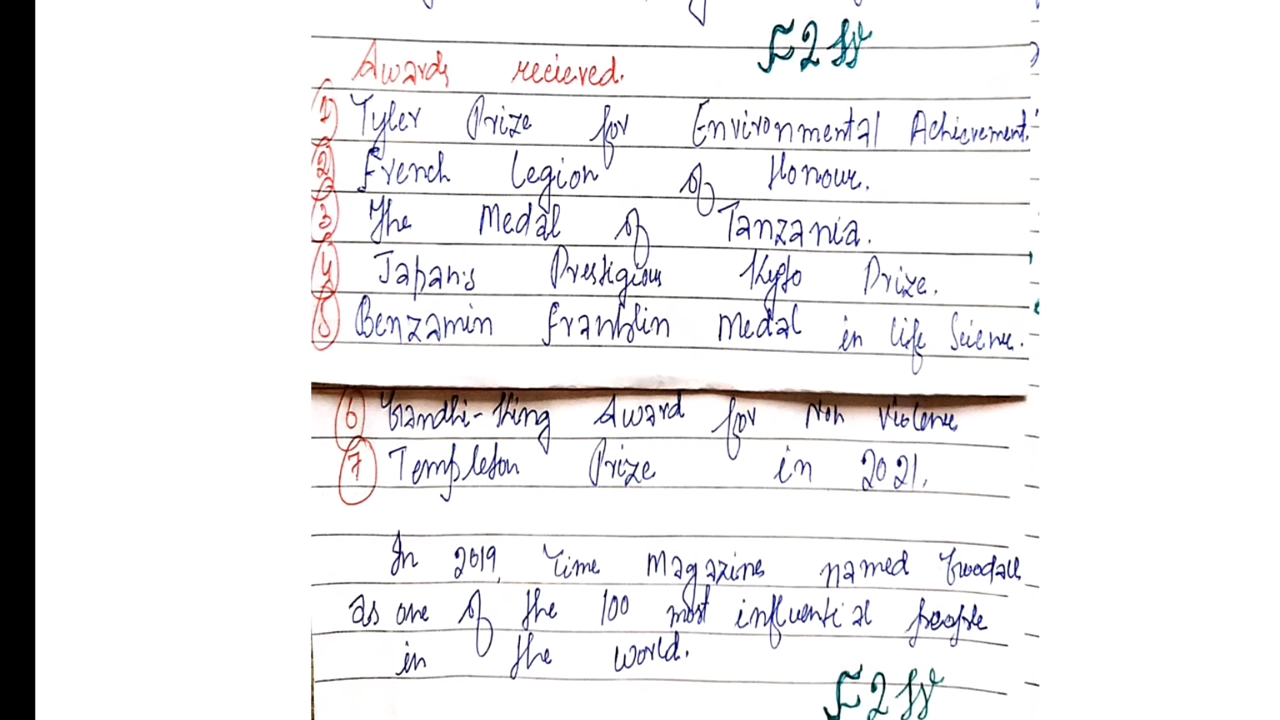 F2W
Awards recieved.
1) Tyler Prize for Environmental Achievement.
2) French Legion of Honour.
3) The Medal of Tanzania.
4) Japan's Prestigious Kyoto Prize.
5) Benzamin Franklin Medal in life Science.
6) Gandhi-King Award for Non Violence
7) Templeton Prize in 2021.
In 2019, Time Magazine named Goodall
as one of the 100 most influential people
in the world.
F2W